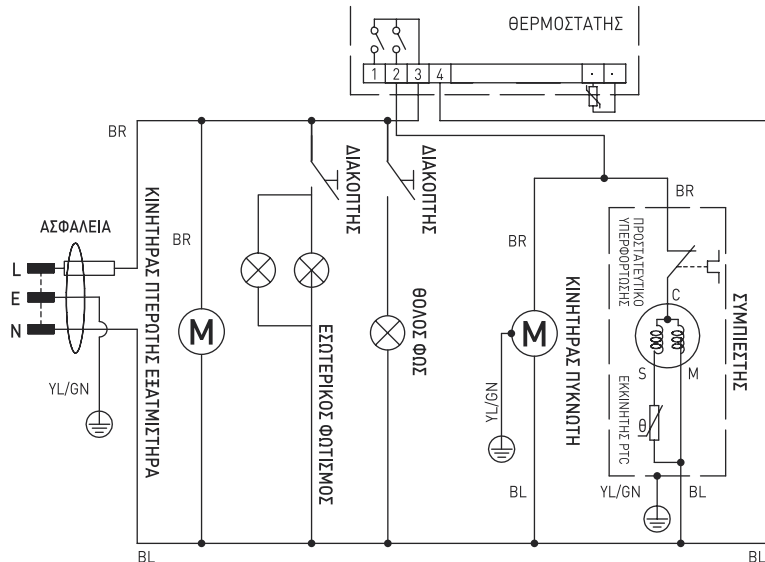 ΘΕΡΜΟΣΤΑΤΗΣ
1 2 3 4
BR
ΑΣΦΑΛΕΙΑ
L
E
N
YL/GN
BL
ΚΙΝΗΤΗΡΑΣ ΠΤΕΡΩΤΗΣ ΕΞΑΤΜΙΣΤΗΡΑ
BR
M
ΔΙΑΚΟΠΤΗΣ
ΕΣΩΤΕΡΙΚΟΣ ΦΩΤΙΣΜΟΣ
ΔΙΑΚΟΠΤΗΣ
ΘΟΛΟΣ ΦΩΣ
BR
M
YL/GN
BL
ΚΙΝΗΤΗΡΑΣ ΠΥΚΝΩΤΗ
BR
ΠΡΟΣΤΑΤΕΥΤΙΚΟ
ΥΠΕΡΦΟΡΤΩΣΗΣ
C
S
M
ΕΚΚΙΝΗΤΗΣ PTC
θ
ΣΥΜΠΙΕΣΤΗΣ
YL/GN
BL
BL